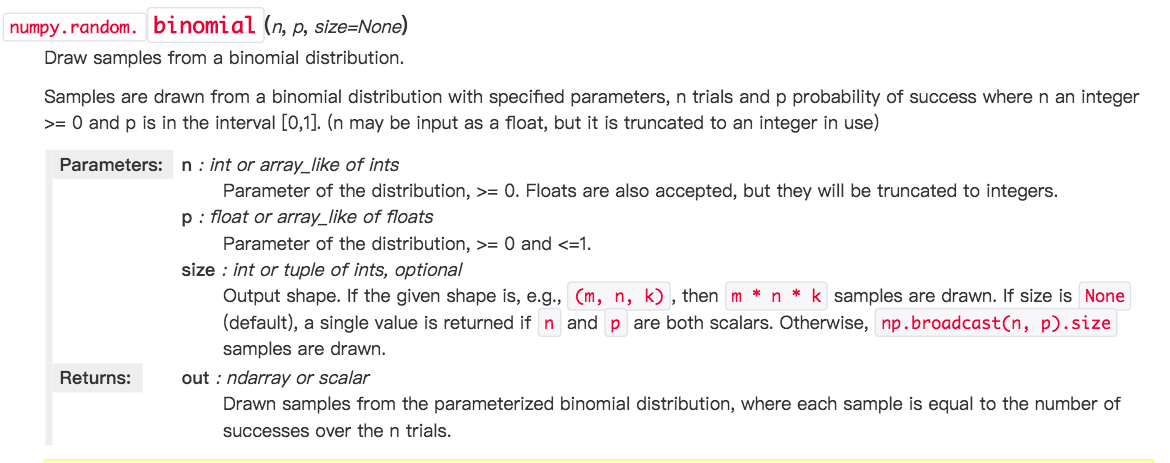 numpy.random. binomial(n, p, size=None)
Draw samples from a binomial distribution.
Samples are drawn from a binomial distribution with specified parameters, n trials and p probability of success where n an integer
>= 0 and p is in the interval [0,1]. (n may be input as a float, but it is truncated to an integer in use)
Parameters: n : int or array_like of ints
Parameter of the distribution, >= 0. Floats are also accepted, but they will be truncated to integers.
p : float or array_like of floats
Parameter of the distribution, >= 0 and <=1.
size : int or tuple of ints, optional
Output shape. If the given shape is, e.g., (m, n, k), then m * n * k samples are drawn. If size is None
(default), a single value is returned if n and p are both scalars. Otherwise, np.broadcast(n, p).size
samples are drawn.
Returns: out : ndarray or scalar
Drawn samples from the parameterized binomial distribution, where each sample is equal to the number of
successes over the n trials.